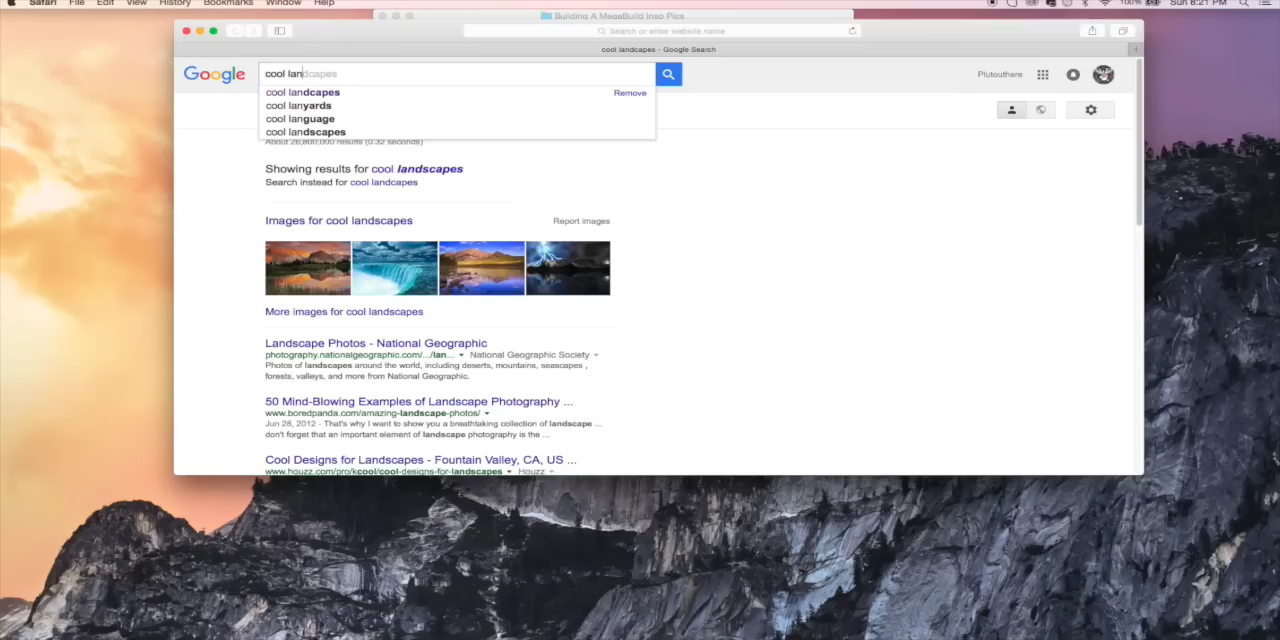 Safari File Edit View History Bookmarks Window Help 100% Sun 8:21 PM
Building A MegaBuild Insp Pics
Search or enter website name
cool landcapes - Google Search
Google cool landcapes Plutouthere
cool landcapes Remove
cool lanyards
cool language
cool landscapes
About 26,800,000 results (0.32 seconds)
Showing results for cool landscapes
Search instead for cool landcapes
Images for cool landscapes Report images
More images for cool landscapes
Landscape Photos - National Geographic
photography.nationalgeographic.com/.../lan... National Geographic Society
Photos of landscapes around the world, including deserts, mountains, seascapes ,
forests, valleys, and more from National Geographic.
50 Mind-Blowing Examples of Landscape Photography ...
www.boredpanda.com/amazing-landscape-photos/
Jun 28, 2012 - That's why I want to show you a breathtaking collection of landscape ...
don't forget that an important element of landscape photography is the ...
Cool Designs for Landscapes - Fountain Valley, CA, US ...
www.houzz.com/pro/kcool/cool-designs-for-landscapes Houzz